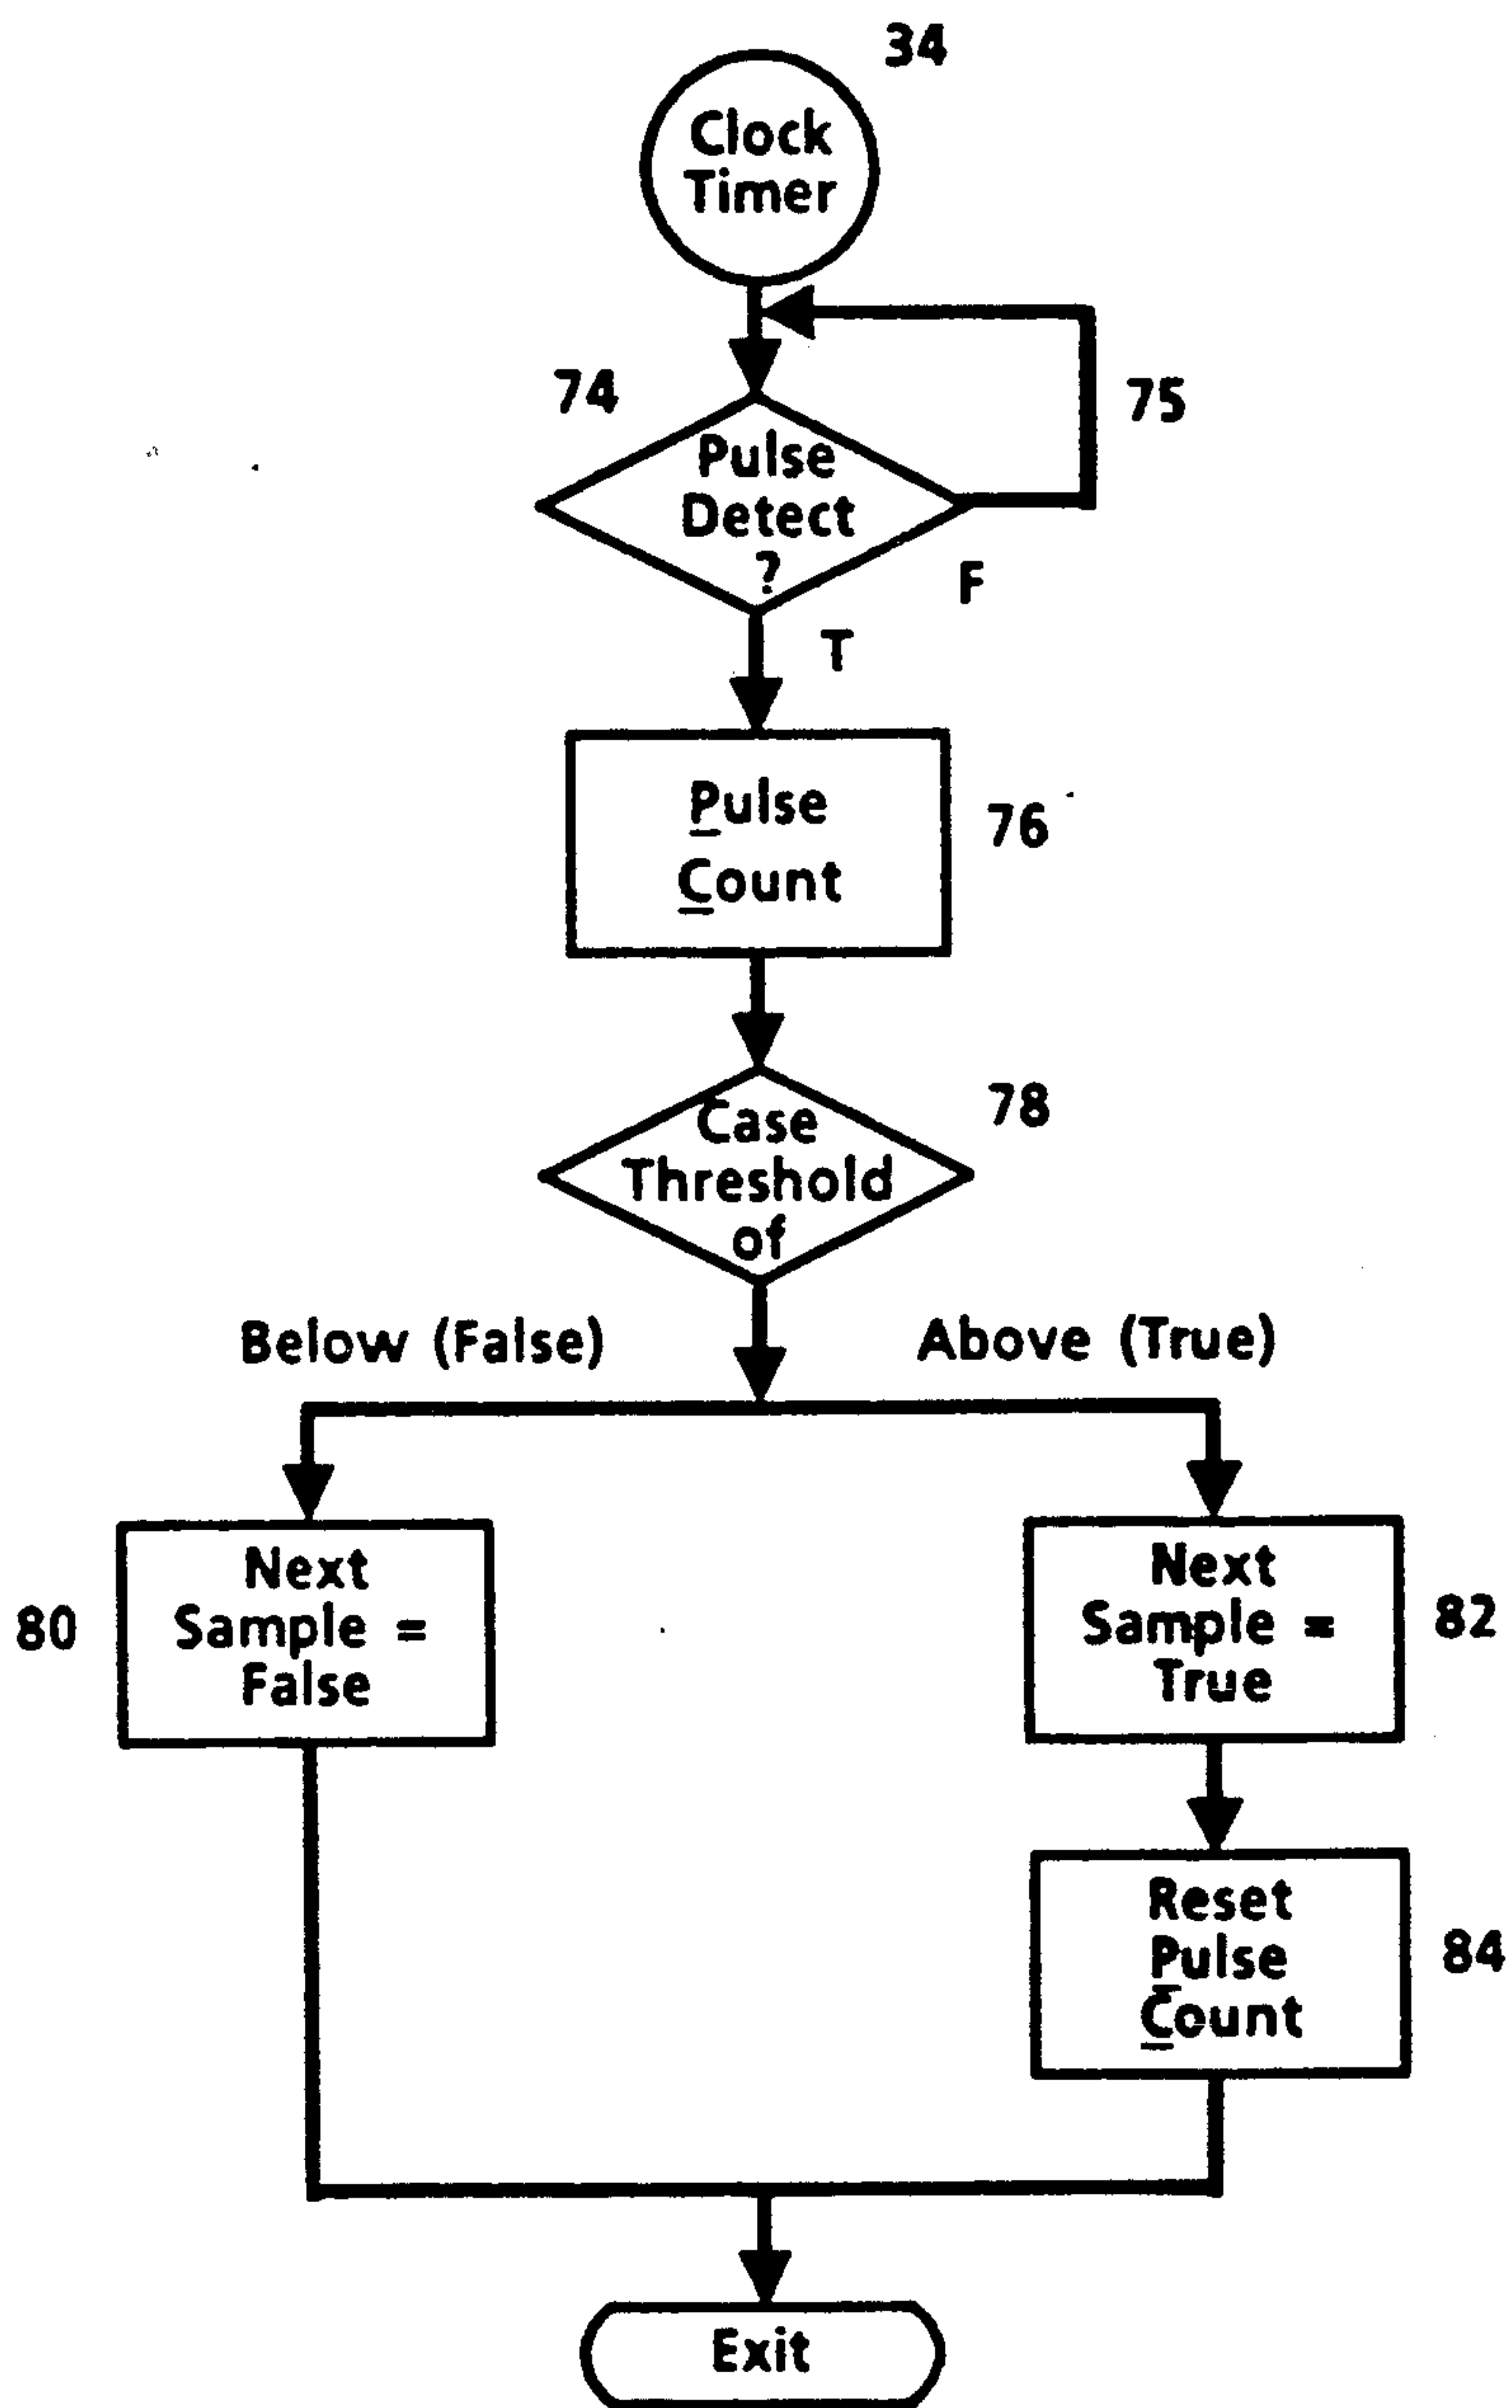 34
Clock
Timer
74
75
Pulse
Detect
?
F
T
Pulse
Count
76
78
Case
Threshold
of
Below (False)
Above (True)
Next
Sample =
False
80
Next
Sample =
True
82
Reset
Pulse
Count
84
Exit